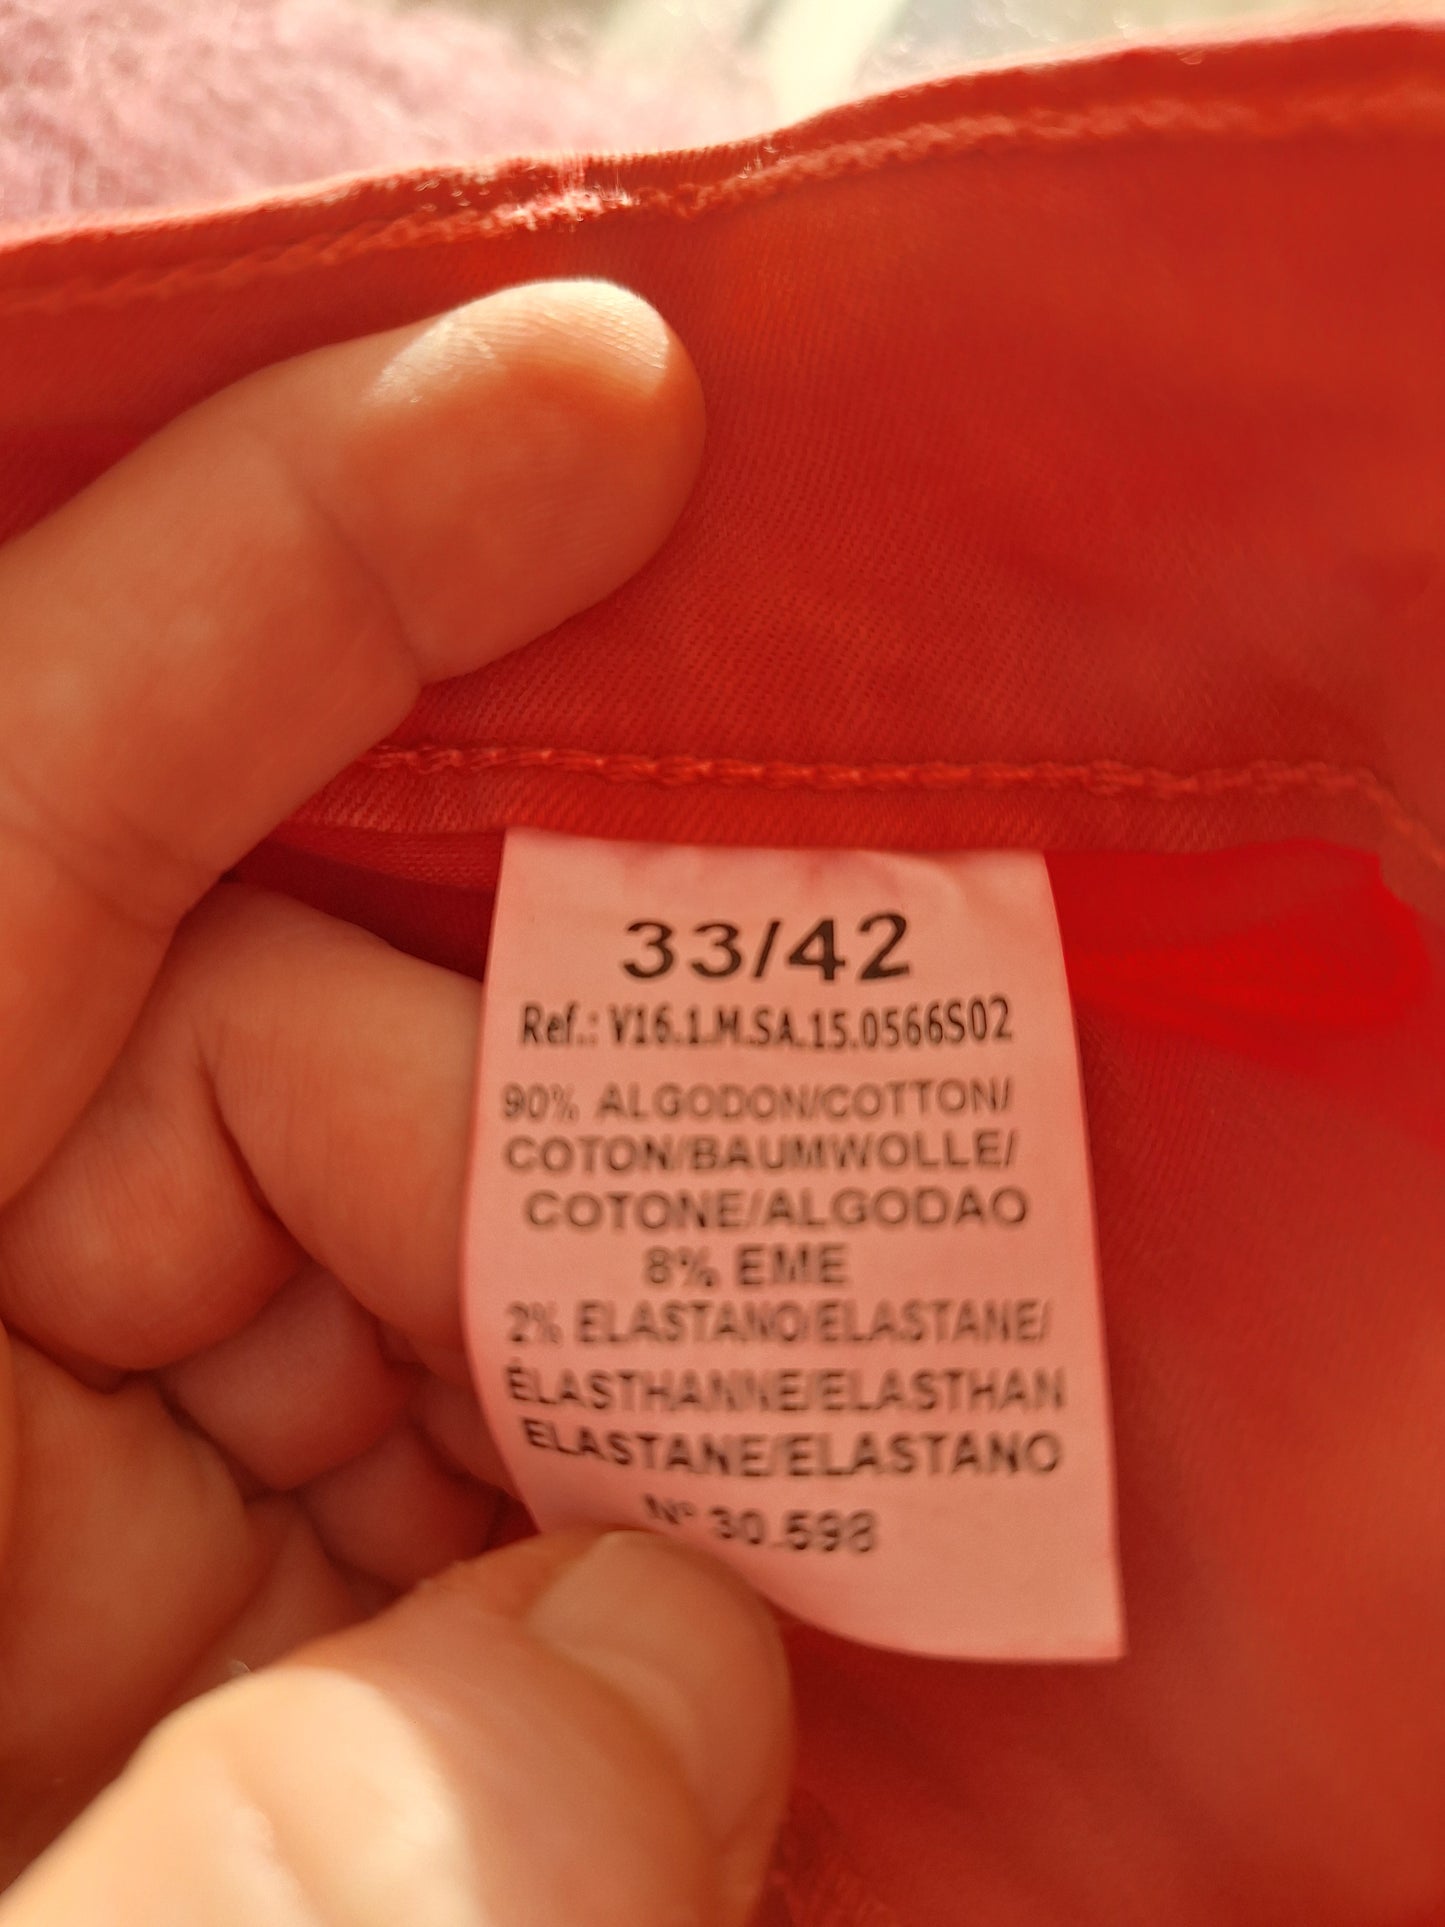 33/42
Ref.: V16.1.M.SA.15.0566S02
90% ALGODON/COTTON/
COTON/BAUMWOLLE/
COTONE/ALGODAO
8% EME
2% ELASTANO/ELASTANE/
ÉLASTHANNE/ELASTHAN
ELASTANE/ELASTANO
Nº 30.598